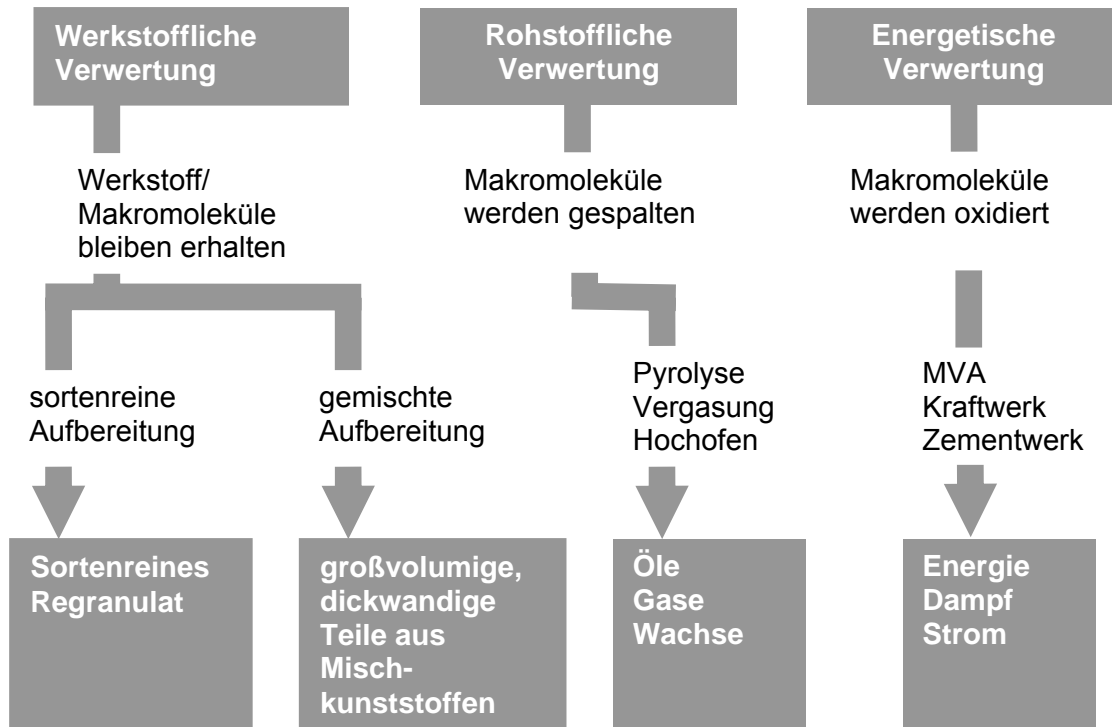 Werkstoffliche
Verwertung
Rohstoffliche
Verwertung
Energetische
Verwertung
Werkstoff/
Makromoleküle
bleiben erhalten
Makromoleküle
werden gespalten
Makromoleküle
werden oxidiert
sortenreine
Aufbereitung
gemischte
Aufbereitung
Pyrolyse
Vergasung
Hochofen
MVA
Kraftwerk
Zementwerk
Sortenreines
Regranulat
großvolumige,
dickwandige
Teile aus
Misch-
kunststoffen
Öle
Gase
Wachse
Energie
Dampf
Strom